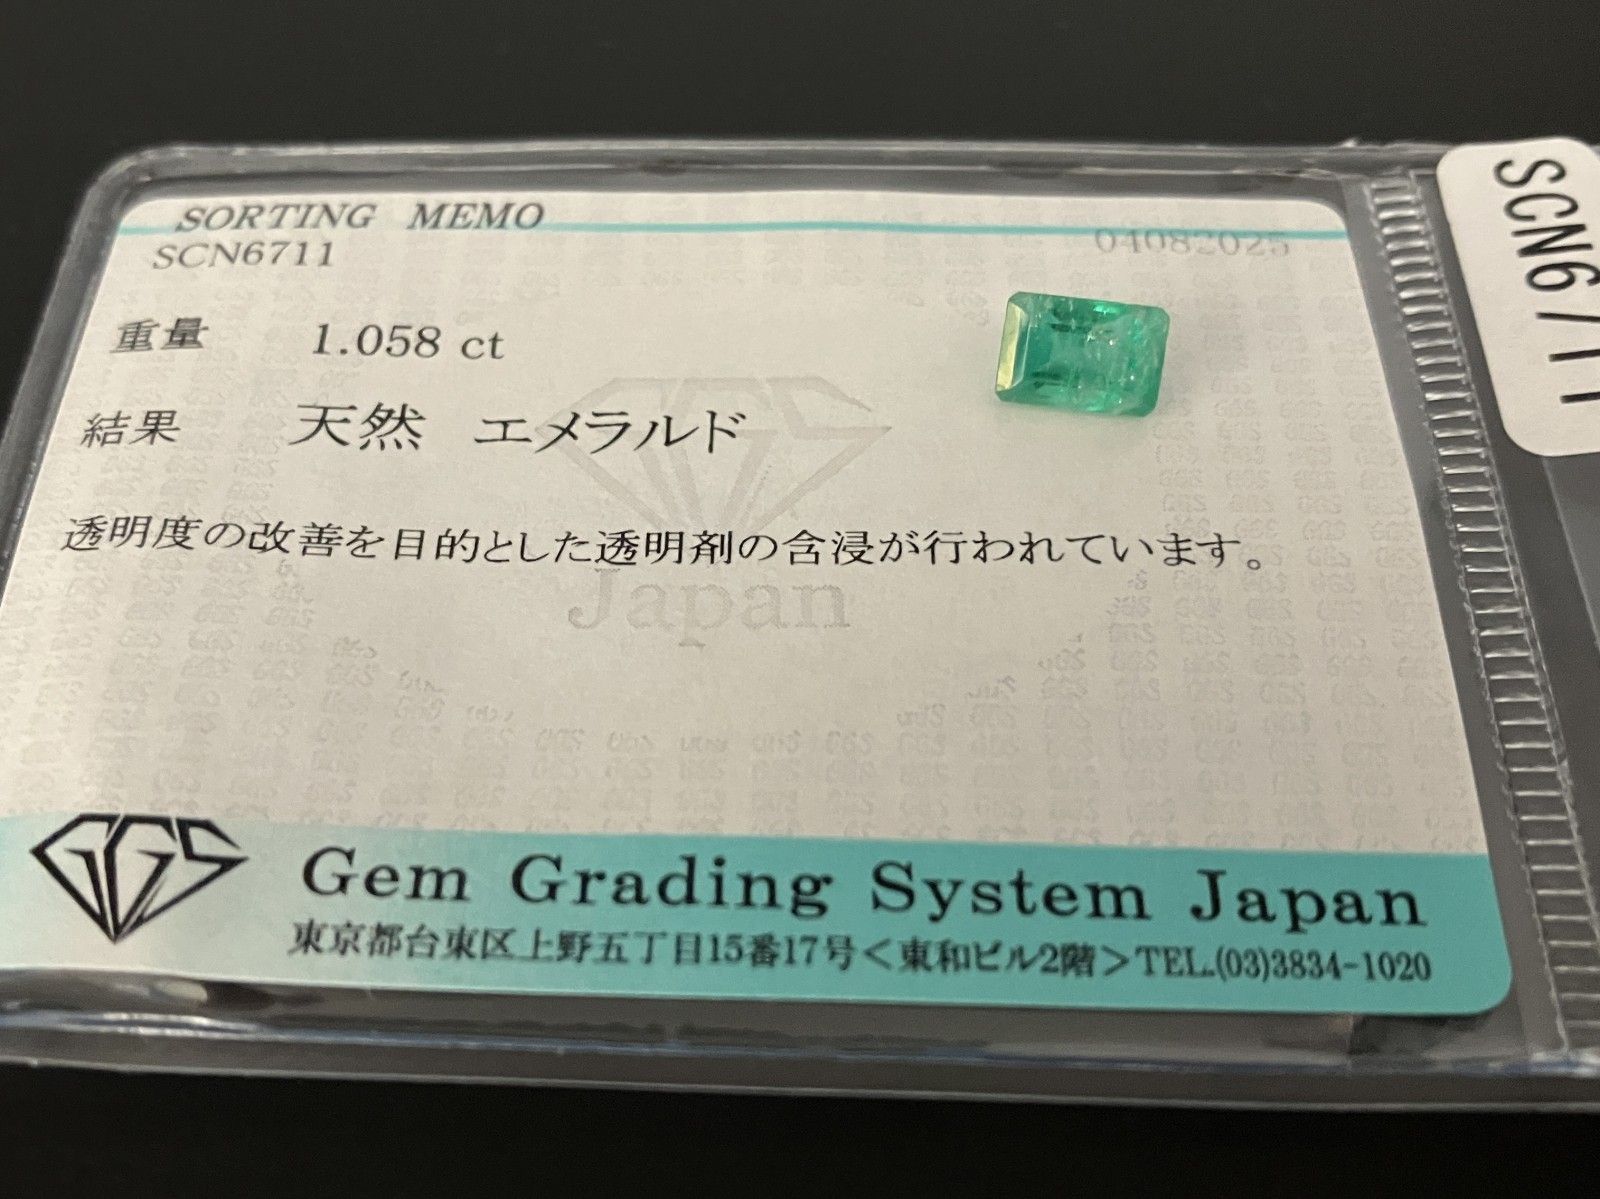 SORTING MEMO
SCN6711
04082025
重量 1.058 ct
結果 天然 エメラルド
透明度の改善を目的とした透明剤の含浸が行われています。
GGS
Japan
GGS
Gem Grading System Japan
東京都台東区上野五丁目15番17号<東和ビル2階>TEL.(03)3834-1020
SCN6711